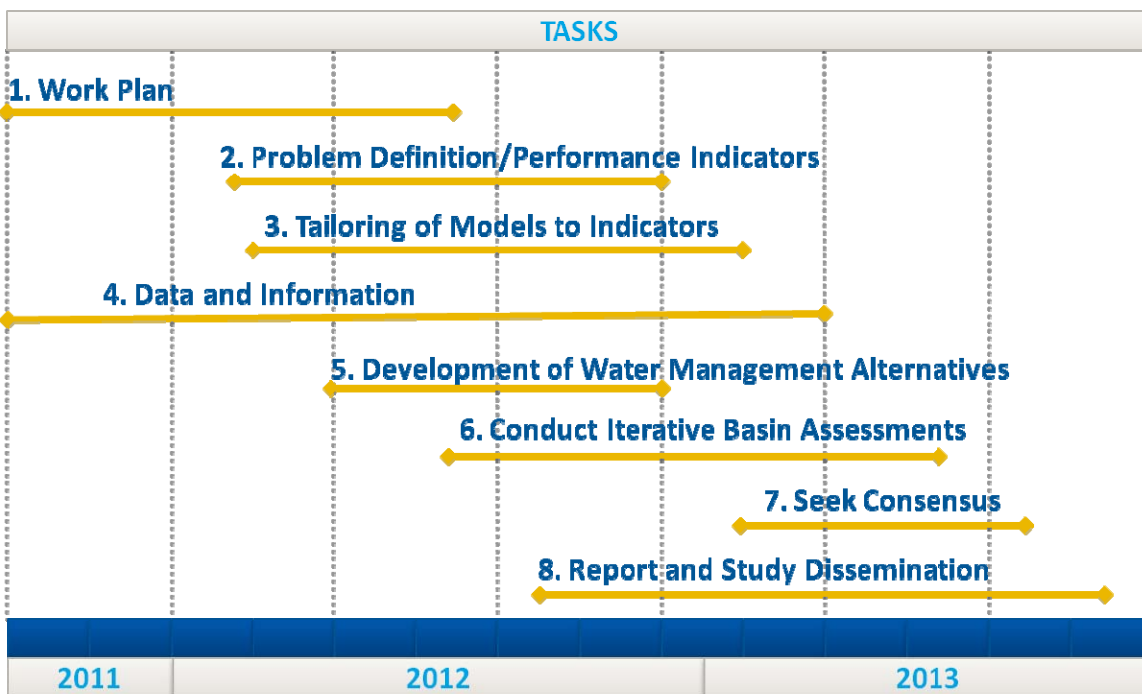 TASKS
1. Work Plan
2. Problem Definition/Performance Indicators
3. Tailoring of Models to Indicators
4. Data and Information
5. Development of Water Management Alternatives
6. Conduct Iterative Basin Assessments
7. Seek Consensus
8. Report and Study Dissemination
2011 2012 2013